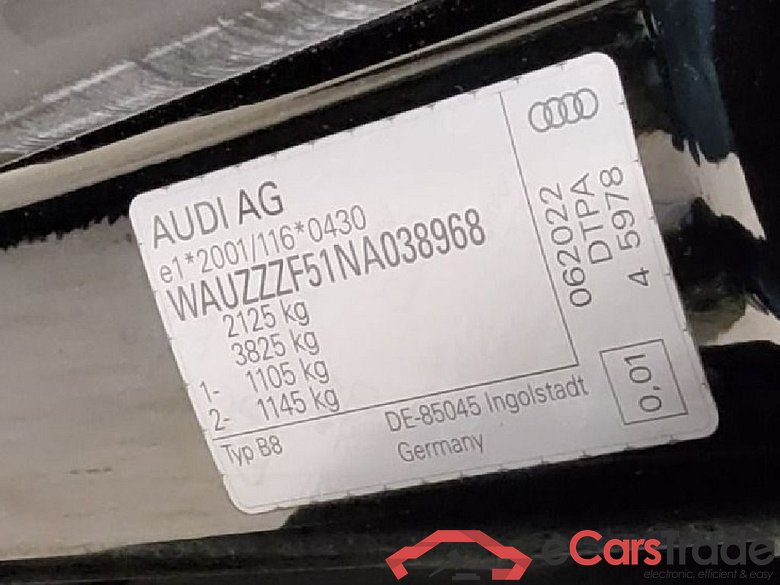 AUDI AG
e1*2001/116*0430
WAUZZZF51NA038968
2125 kg
3825 kg
1- 1105 kg
2- 1145 kg
Typ B8
DE-85045 Ingolstadt
Germany
062022
DTPA
4 5978
0,01
eCarstrade
electronic, efficient & easy